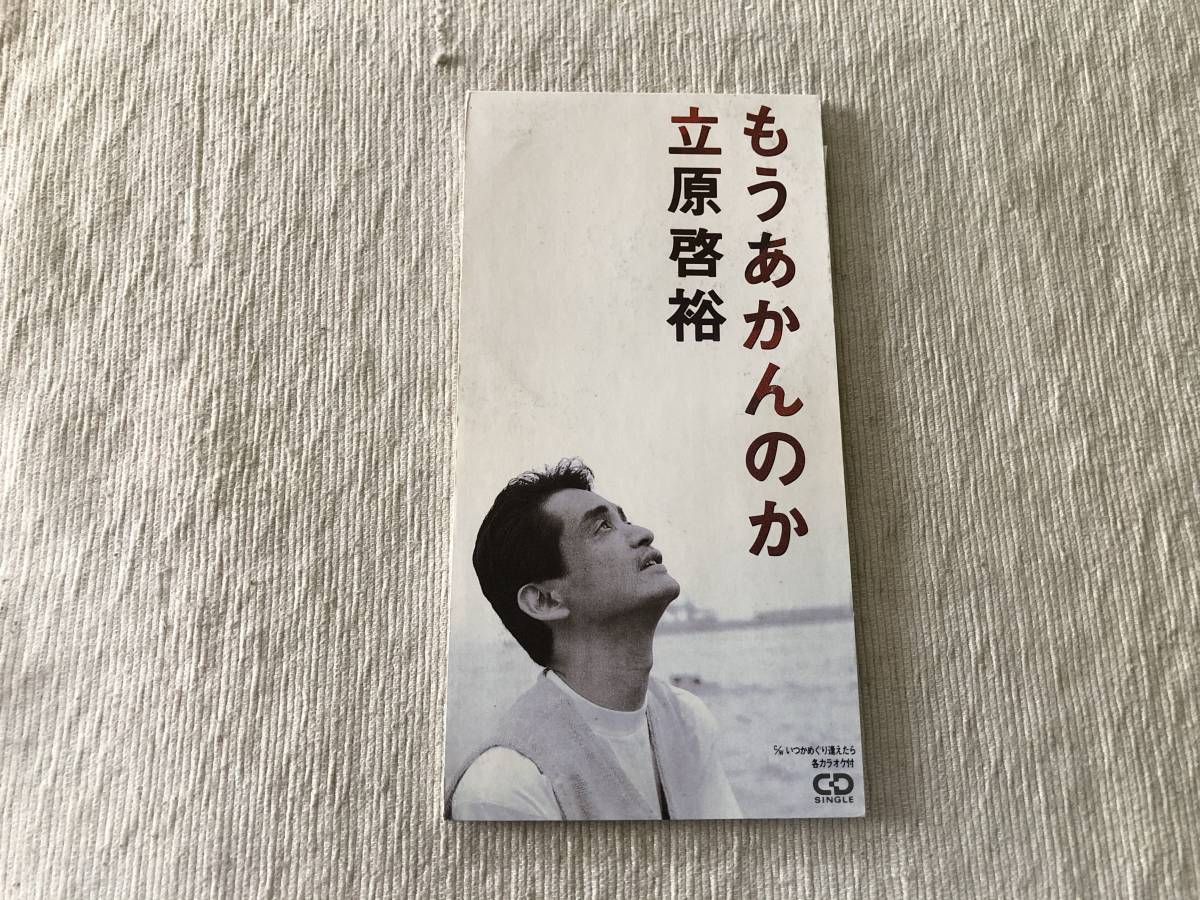 もうあかんのか
立原啓裕
C/W いつかめぐり逢えたら
各カラオケ付
CD
SINGLE